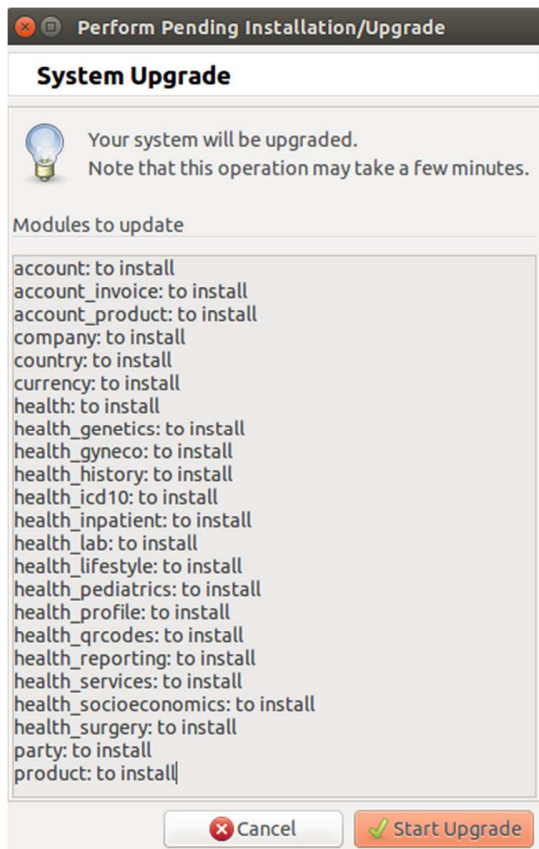 Perform Pending Installation/Upgrade
System Upgrade
Your system will be upgraded.
Note that this operation may take a few minutes.
Modules to update
account: to install
account_invoice: to install
account_product: to install
company: to install
country: to install
currency: to install
health: to install
health_genetics: to install
health_gyneco: to install
health_history: to install
health_icd10: to install
health_inpatient: to install
health_lab: to install
health_lifestyle: to install
health_pediatrics: to install
health_profile: to install
health_qrcodes: to install
health_reporting: to install
health_services: to install
health_socioeconomics: to install
health_surgery: to install
party: to install
product: to install
Cancel Start Upgrade